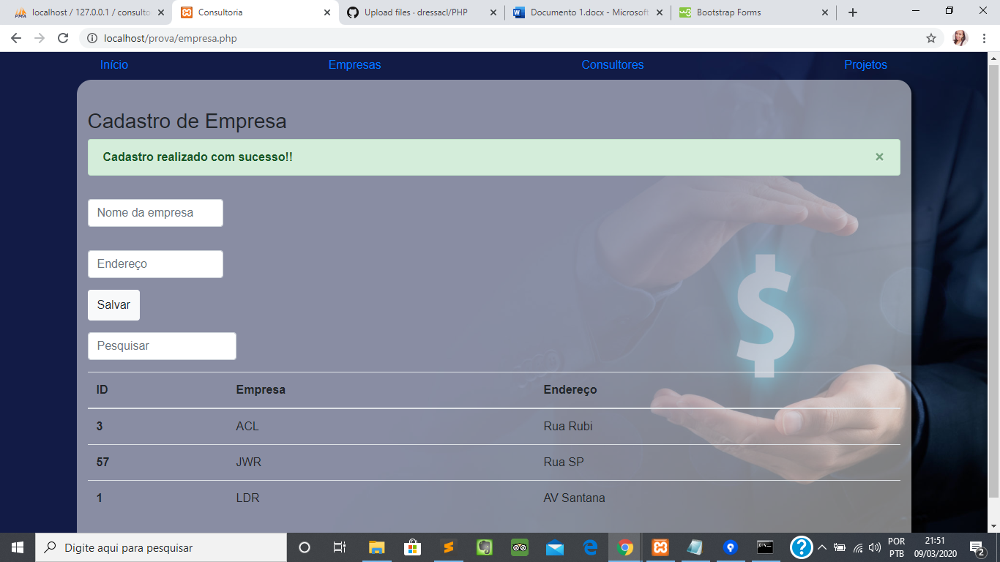 localhost / 127.0.0.1 / consulto
Consultoria
Upload files · dressacl/PHP
Documento 1.docx - Microsoft
Bootstrap Forms
localhost/prova/empresa.php
Início
Empresas
Consultores
Projetos
Cadastro de Empresa
Cadastro realizado com sucesso!!
×
Nome da empresa
Endereço
Salvar
Pesquisar
ID Empresa Endereço
3 ACL Rua Rubi
57 JWR Rua SP
1 LDR AV Santana
$
Digite aqui para pesquisar
POR
PTB
21:51
09/03/2020
2